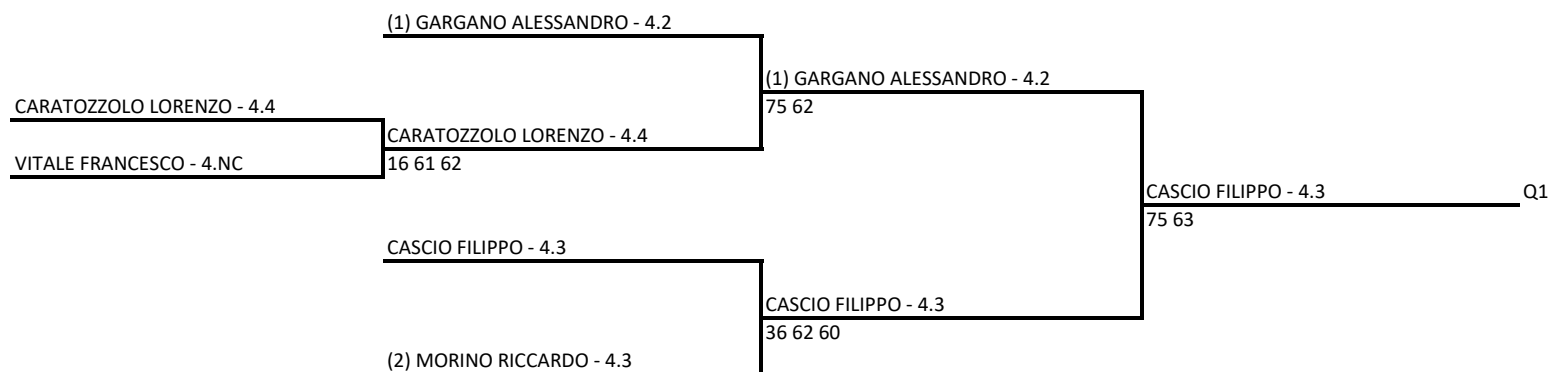 (1) GARGANO ALESSANDRO - 4.2
(1) GARGANO ALESSANDRO - 4.2
CARATOZZOLO LORENZO - 4.4
75 62
CARATOZZOLO LORENZO - 4.4
VITALE FRANCESCO - 4.NC
16 61 62
CASCIO FILIPPO - 4.3
Q1
75 63
CASCIO FILIPPO - 4.3
CASCIO FILIPPO - 4.3
36 62 60
(2) MORINO RICCARDO - 4.3